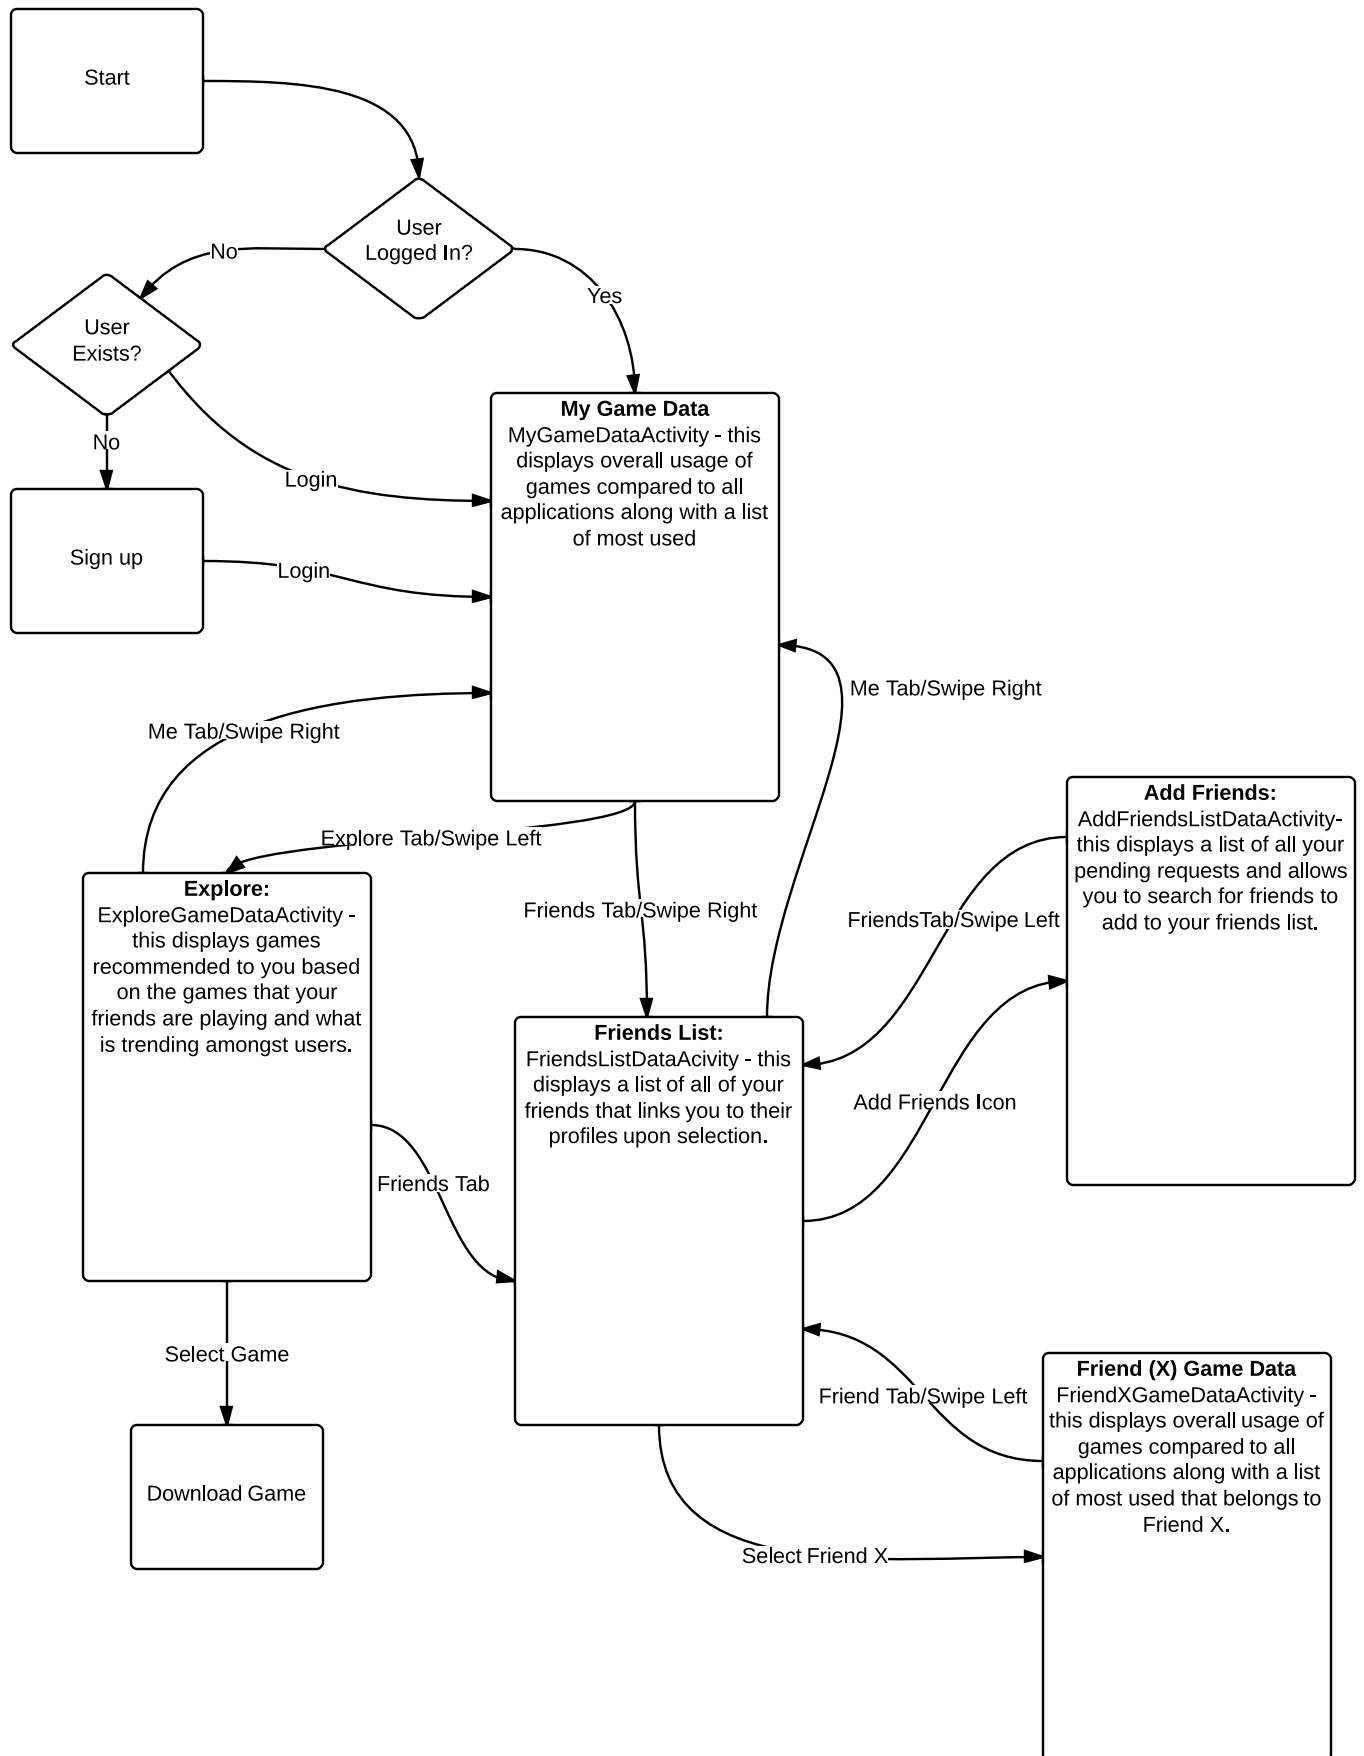 Start
User
Logged In?
No
Yes
User
Exists?
No
Login
Sign up
Login
My Game Data
MyGameDataActivity - this
displays overall usage of
games compared to all
applications along with a list
of most used
Me Tab/Swipe Right
Me Tab/Swipe Right
Explore Tab/Swipe Left
Friends Tab/Swipe Right
Add Friends:
AddFriendsListDataActivity-
this displays a list of all your
pending requests and allows
you to search for friends to
add to your friends list.
FriendsTab/Swipe Left
Explore:
ExploreGameDataActivity -
this displays games
recommended to you based
on the games that your
friends are playing and what
is trending amongst users.
Friends List:
FriendsListDataAcivity - this
displays a list of all of your
friends that links you to their
profiles upon selection.
Add Friends Icon
Friends Tab
Select Game
Download Game
Friend Tab/Swipe Left
Friend (X) Game Data
FriendXGameDataActivity -
this displays overall usage of
games compared to all
applications along with a list
of most used that belongs to
Friend X.
Select Friend X